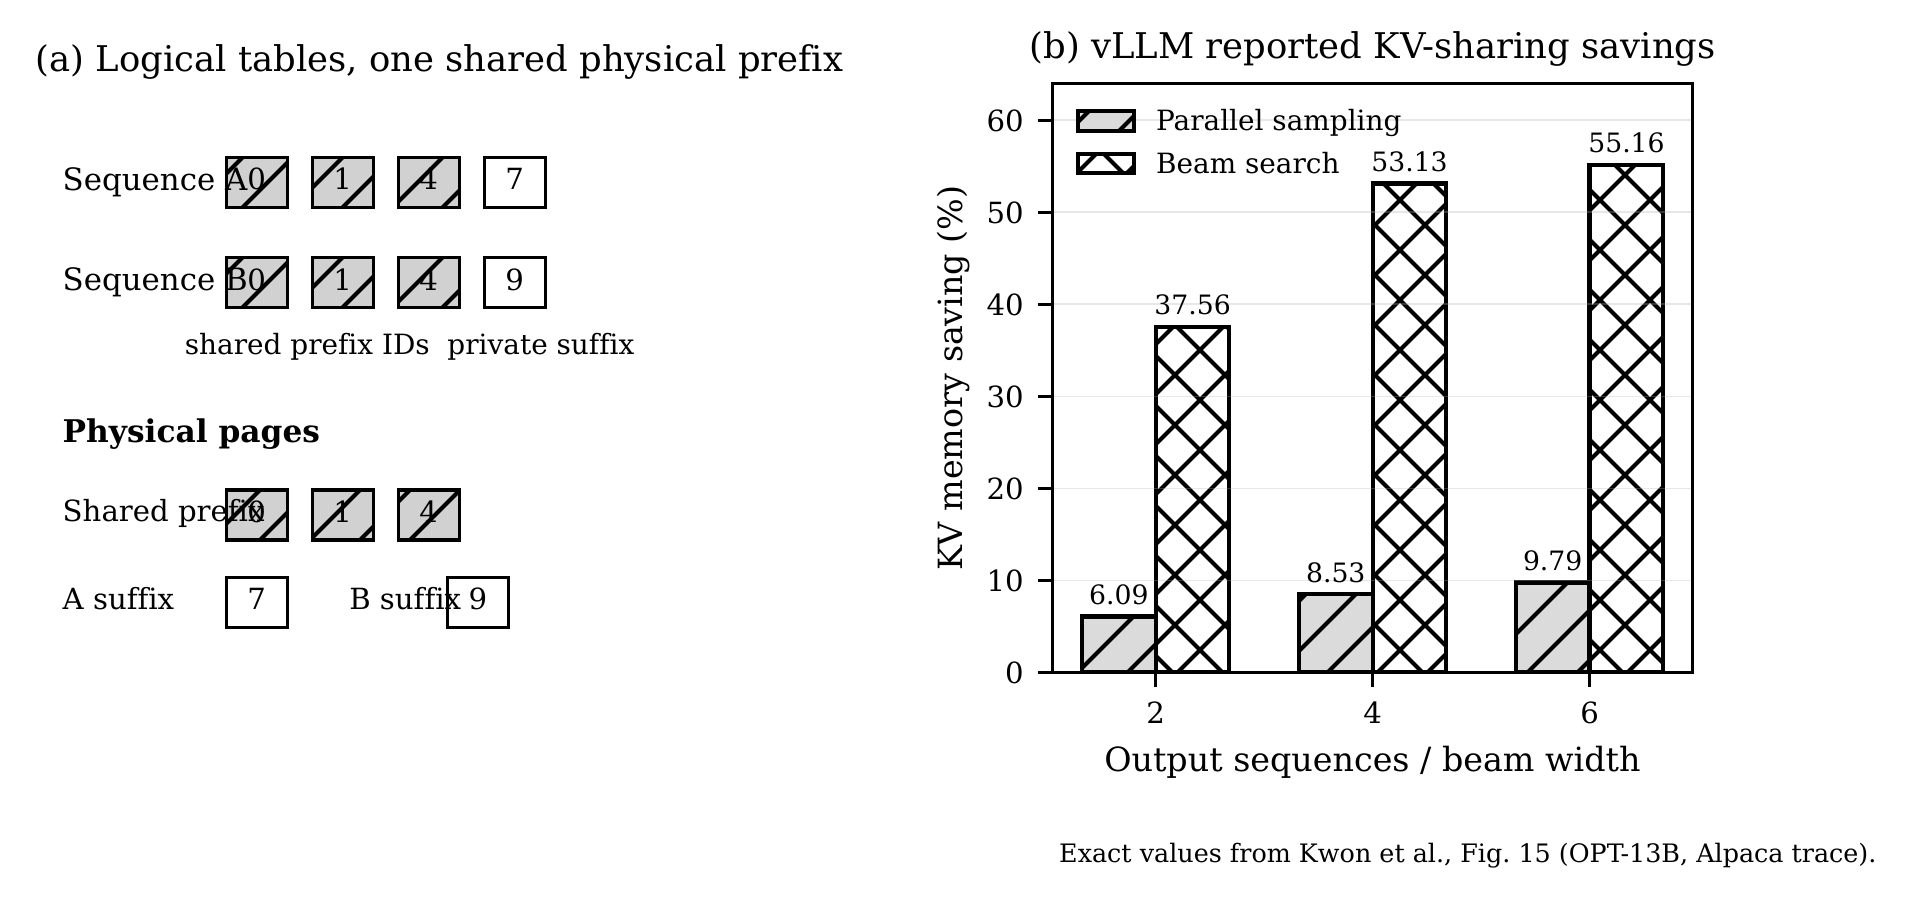 (a) Logical tables, one shared physical prefix
Sequence A 0 1 4 7
Sequence B 0 1 4 9
shared prefix IDs private suffix
Physical pages
Shared prefix 0 1 4
A suffix 7 B suffix 9
(b) vLLM reported KV-sharing savings
Parallel sampling
Beam search
KV memory saving (%)
60
50
40
30
20
10
0
6.09
37.56
8.53
53.13
9.79
55.16
2 4 6
Output sequences / beam width
Exact values from Kwon et al., Fig. 15 (OPT-13B, Alpaca trace).